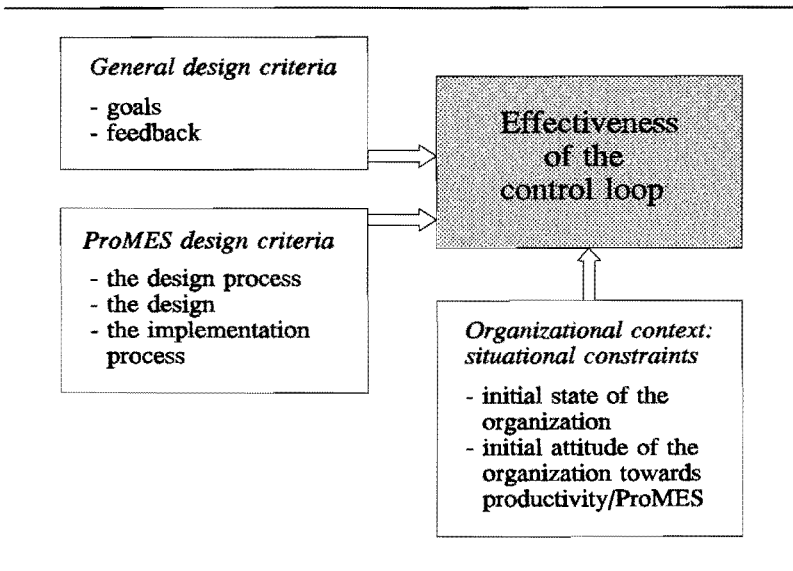 General design criteria
- goals
- feedback
Effectiveness
of the
control loop
ProMES design criteria
- the design process
- the design
- the implementation
process
Organizational context:
situational constraints
- initial state of the
organization
- initial attitude of the
organization towards
productivity/ProMES